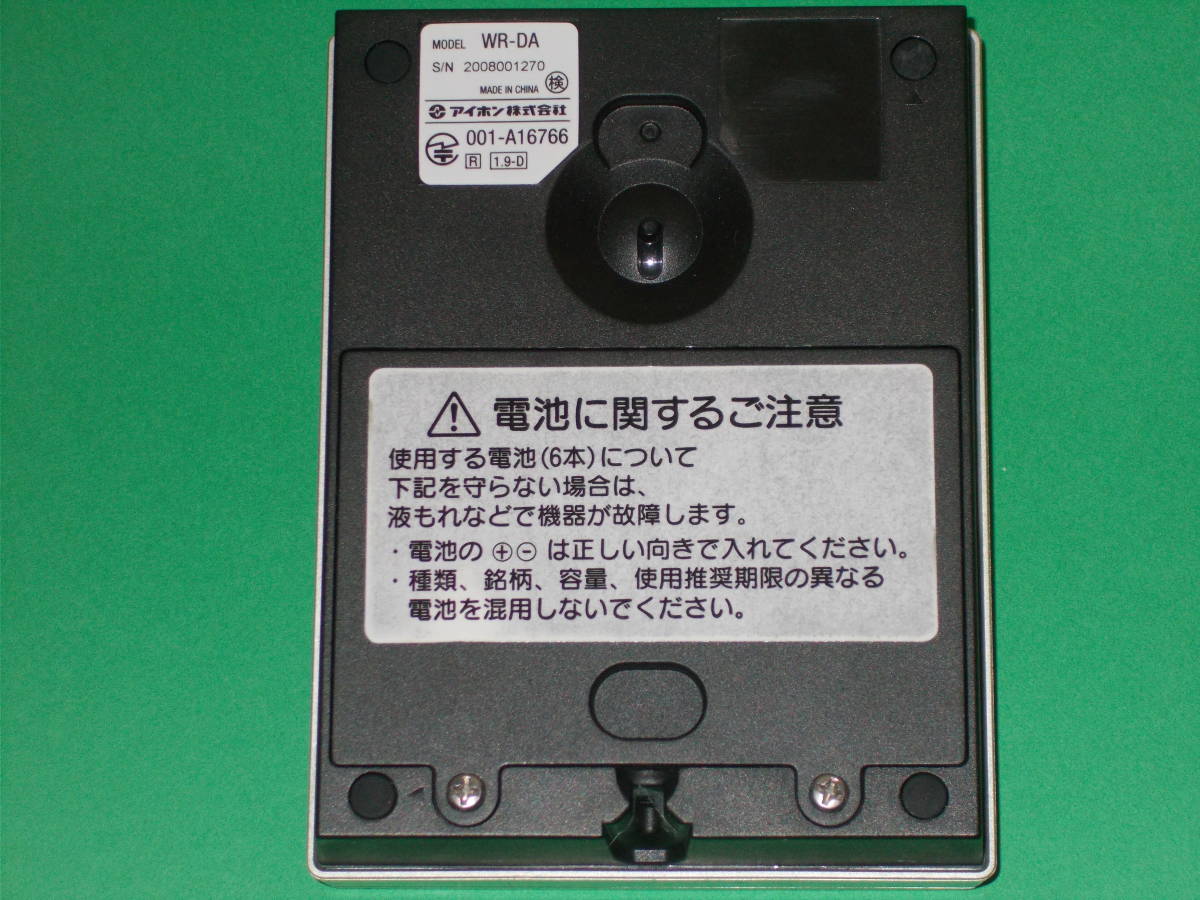 MODEL WR-DA
S/N 2008001270
MADE IN CHINA 検
アイホン株式会社
001-A16766
R 1.9-D
電池に関するご注意
使用する電池(6本)について
下記を守らない場合は、
液もれなどで機器が故障します。
・電池の⊕⊖は正しい向きで入れてください。
・種類、銘柄、容量、使用推奨期限の異なる
電池を混用しないでください。